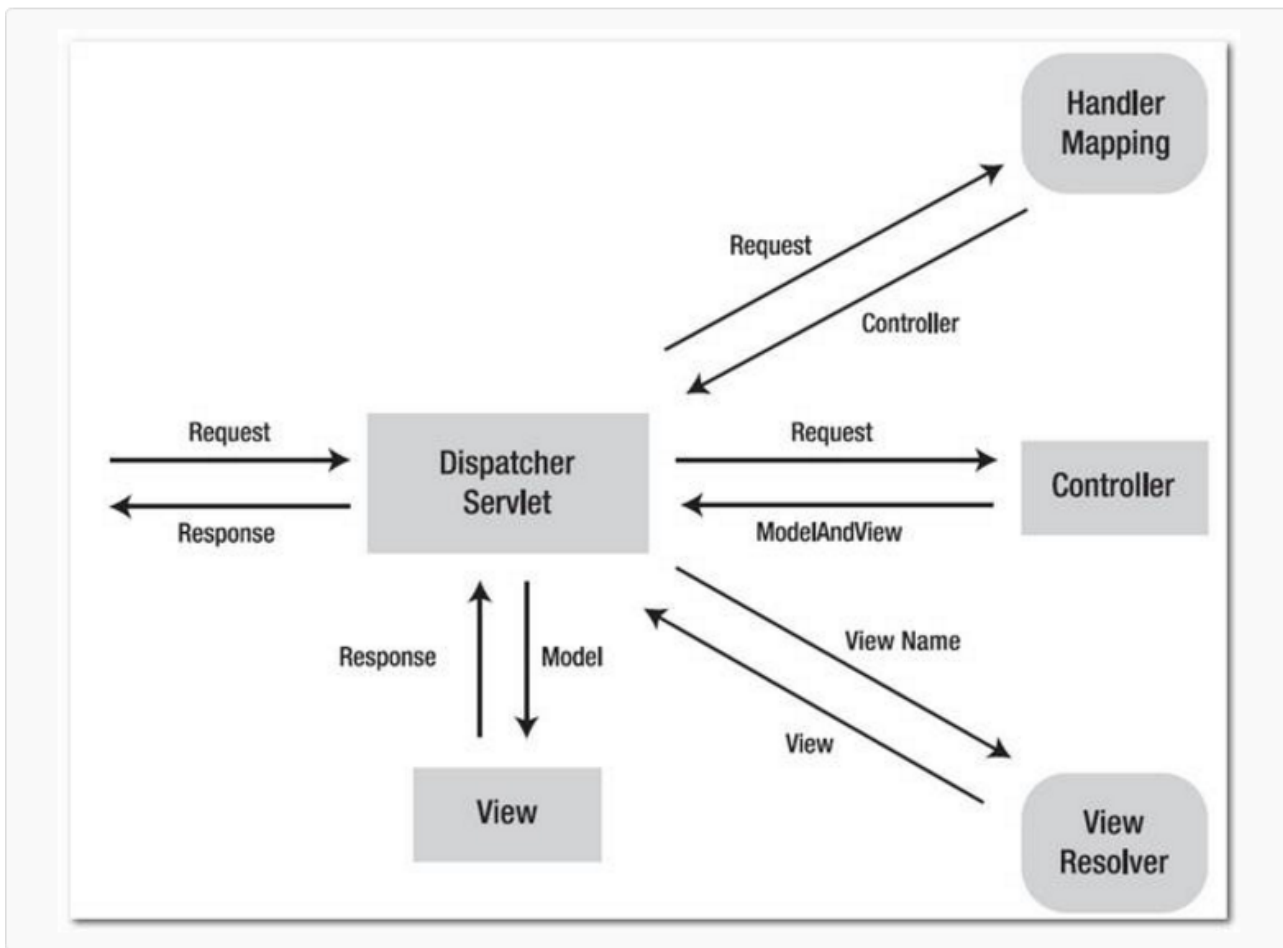 Handler
Mapping
Request
Controller
Request
Response
Dispatcher
Servlet
Request
ModelAndView
Controller
Response
Model
View Name
View
View
View
Resolver